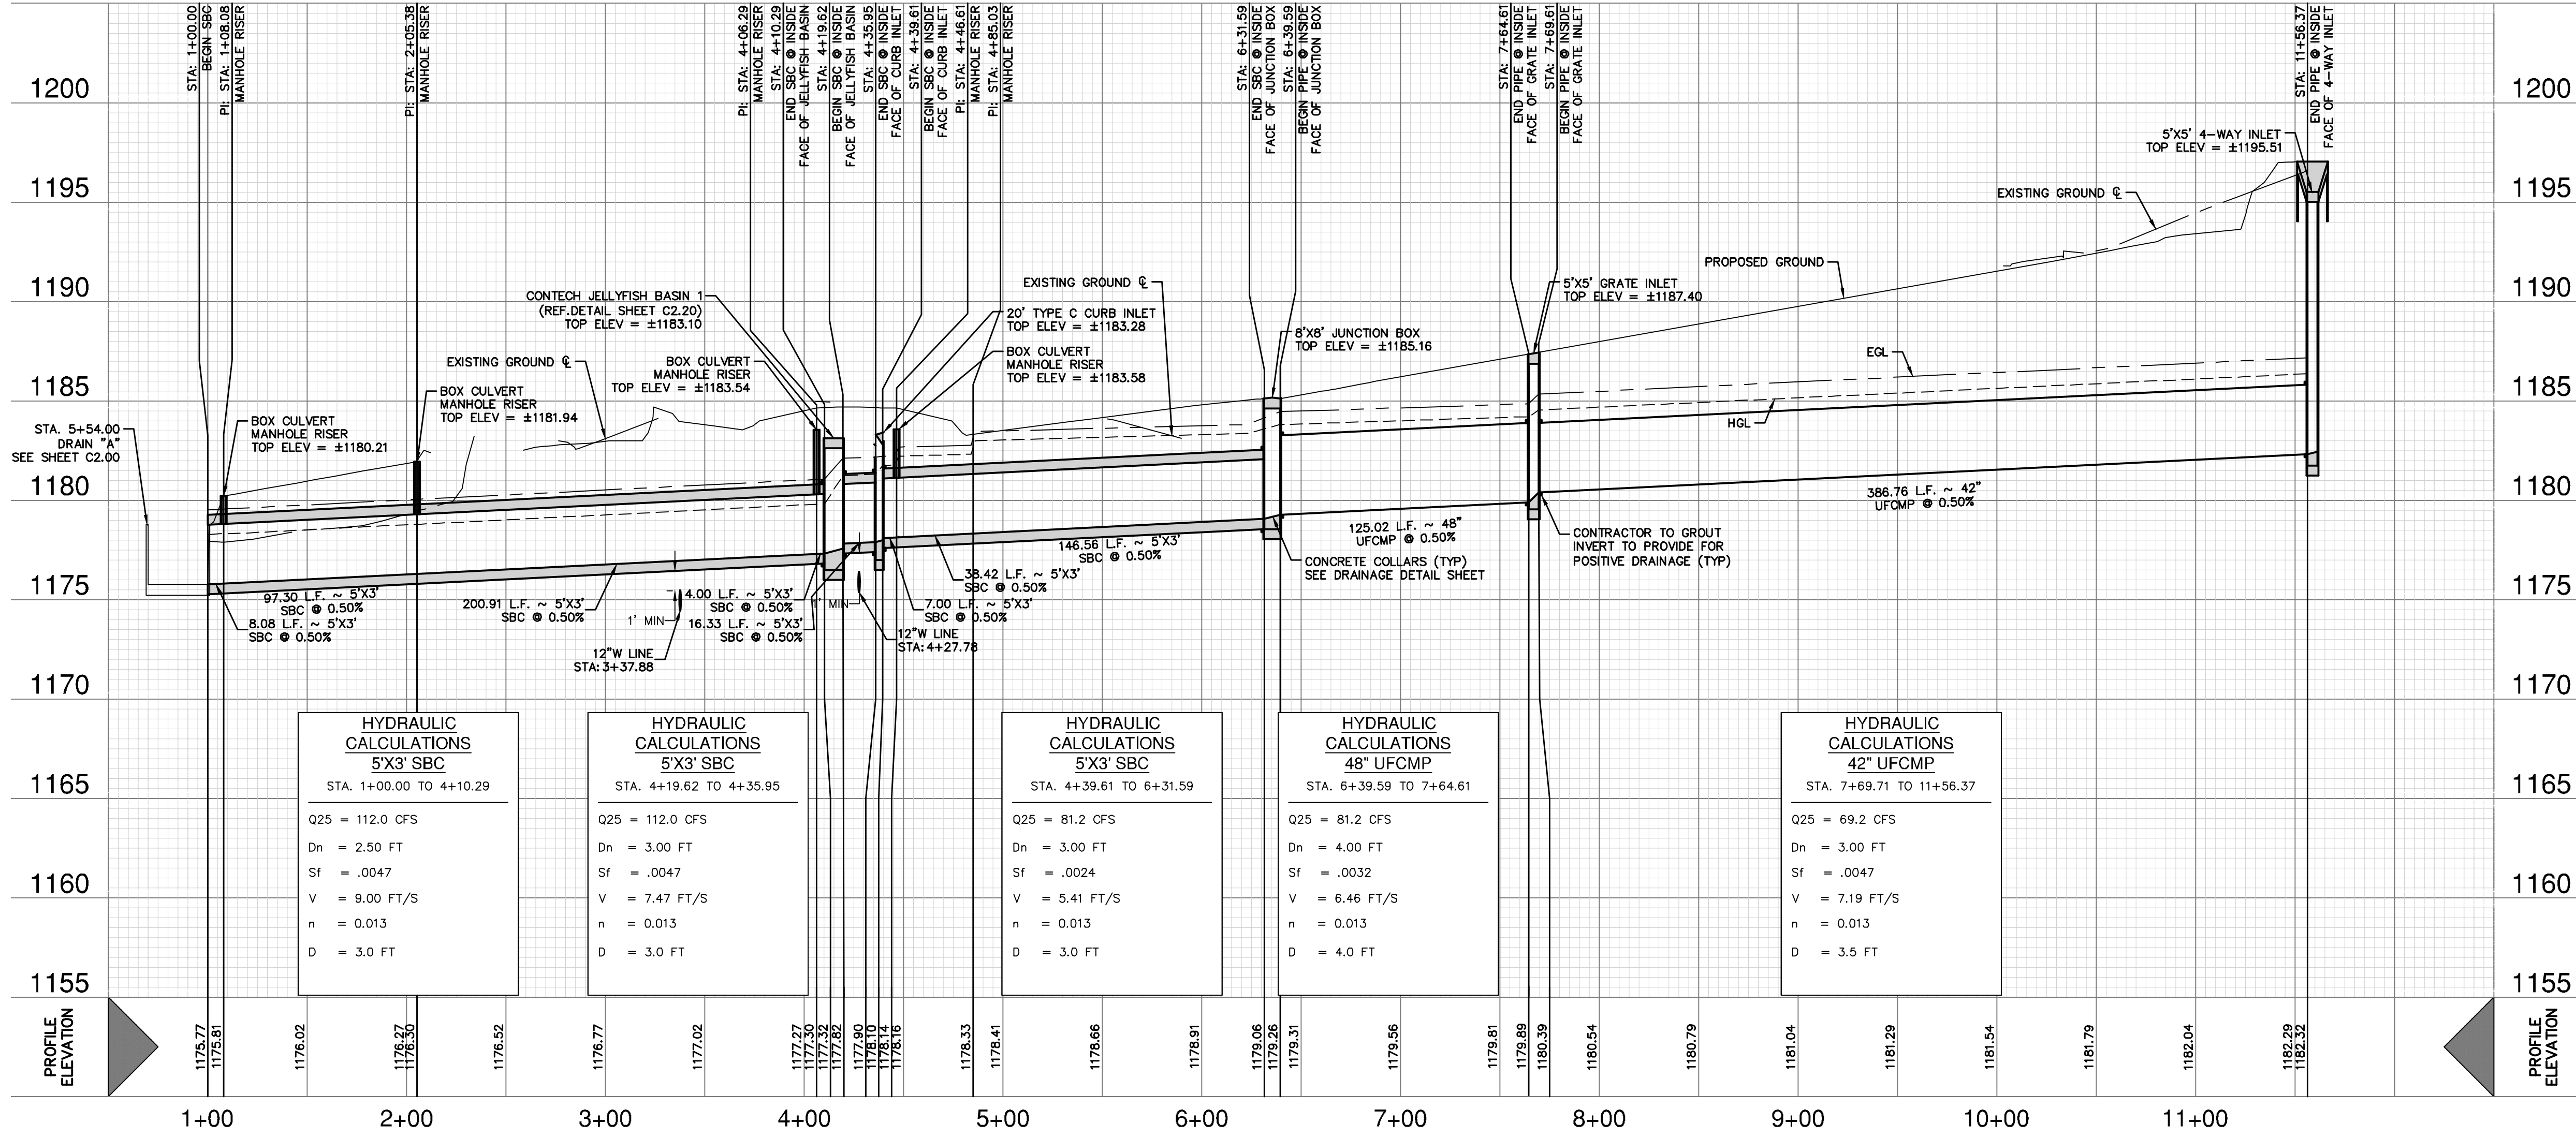 STA: 1+00.00
BEGIN SBC
PI: STA: 1+08.08
MANHOLE RISER
PI: STA: 2+05.38
MANHOLE RISER
PI: STA: 4+06.29
MANHOLE RISER
STA: 4+10.29
END SBC @ INSIDE
FACE OF JELLYFISH BASIN
STA: 4+19.62
BEGIN SBC @ INSIDE
FACE OF JELLYFISH BASIN
STA: 4+35.95
END SBC @ INSIDE
FACE OF CURB INLET
STA: 4+39.61
BEGIN SBC @ INSIDE
FACE OF CURB INLET
PI: STA: 4+46.61
MANHOLE RISER
PI: STA: 4+85.03
MANHOLE RISER
STA: 6+31.59
END SBC @ INSIDE
FACE OF JUNCTION BOX
STA: 6+39.59
BEGIN PIPE @ INSIDE
FACE OF JUNCTION BOX
STA: 7+64.61
END PIPE @ INSIDE
FACE OF GRATE INLET
STA: 7+69.61
BEGIN PIPE @ INSIDE
FACE OF GRATE INLET
STA: 11+56.37
END PIPE @ INSIDE
FACE OF 4-WAY INLET
1200
1200
5'X5' 4-WAY INLET
TOP ELEV = ±1195.51
1195
1195
EXISTING GROUND ℄
PROPOSED GROUND
1190
1190
EXISTING GROUND ℄
5'X5' GRATE INLET
TOP ELEV = ±1187.40
CONTECH JELLYFISH BASIN 1
(REF.DETAIL SHEET C2.20)
TOP ELEV = ±1183.10
20' TYPE C CURB INLET
TOP ELEV = ±1183.28
8'X8' JUNCTION BOX
TOP ELEV = ±1185.16
EXISTING GROUND ℄
BOX CULVERT
MANHOLE RISER
TOP ELEV = ±1183.54
BOX CULVERT
MANHOLE RISER
TOP ELEV = ±1183.58
EGL
1185
1185
BOX CULVERT
MANHOLE RISER
TOP ELEV = ±1181.94
BOX CULVERT
MANHOLE RISER
TOP ELEV = ±1180.21
HGL
STA. 5+54.00
DRAIN "A"
SEE SHEET C2.00
1180
1180
386.76 L.F. ~ 42"
UFCMP @ 0.50%
125.02 L.F. ~ 48"
UFCMP @ 0.50%
CONTRACTOR TO GROUT
INVERT TO PROVIDE FOR
POSITIVE DRAINAGE (TYP)
146.56 L.F. ~ 5'X3'
SBC @ 0.50%
CONCRETE COLLARS (TYP)
SEE DRAINAGE DETAIL SHEET
38.42 L.F. ~ 5'X3'
SBC @ 0.50%
1175
1175
97.30 L.F. ~ 5'X3'
SBC @ 0.50%
200.91 L.F. ~ 5'X3'
SBC @ 0.50%
4.00 L.F. ~ 5'X3'
SBC @ 0.50%
1' MIN
7.00 L.F. ~ 5'X3'
SBC @ 0.50%
8.08 L.F. ~ 5'X3'
SBC @ 0.50%
1' MIN
16.33 L.F. ~ 5'X3'
SBC @ 0.50%
12"W LINE
STA:4+27.78
12"W LINE
STA:3+37.88
1170
1170
HYDRAULIC
CALCULATIONS
5'X3' SBC
STA. 1+00.00 TO 4+10.29
Q25 = 112.0 CFS
Dn = 2.50 FT
Sf = .0047
V = 9.00 FT/S
n = 0.013
D = 3.0 FT
HYDRAULIC
CALCULATIONS
5'X3' SBC
STA. 4+19.62 TO 4+35.95
Q25 = 112.0 CFS
Dn = 3.00 FT
Sf = .0047
V = 7.47 FT/S
n = 0.013
D = 3.0 FT
HYDRAULIC
CALCULATIONS
5'X3' SBC
STA. 4+39.61 TO 6+31.59
Q25 = 81.2 CFS
Dn = 3.00 FT
Sf = .0024
V = 5.41 FT/S
n = 0.013
D = 3.0 FT
HYDRAULIC
CALCULATIONS
48" UFCMP
STA. 6+39.59 TO 7+64.61
Q25 = 81.2 CFS
Dn = 4.00 FT
Sf = .0032
V = 6.46 FT/S
n = 0.013
D = 4.0 FT
HYDRAULIC
CALCULATIONS
42" UFCMP
STA. 7+69.71 TO 11+56.37
Q25 = 69.2 CFS
Dn = 3.00 FT
Sf = .0047
V = 7.19 FT/S
n = 0.013
D = 3.5 FT
1165
1165
1160
1160
1155
1155
PROFILE
ELEVATION
1175.77
1175.81
1176.02
1176.27
1176.30
1176.52
1176.77
1177.02
1177.27
1177.30
1177.32
1177.82
1177.90
1178.10
1178.14
1178.16
1178.33
1178.41
1178.66
1178.91
1179.06
1179.26
1179.31
1179.56
1179.81
1179.89
1180.39
1180.54
1180.79
1181.04
1181.29
1181.54
1181.79
1182.04
1182.29
1182.32
PROFILE
ELEVATION
1+00
2+00
3+00
4+00
5+00
6+00
7+00
8+00
9+00
10+00
11+00